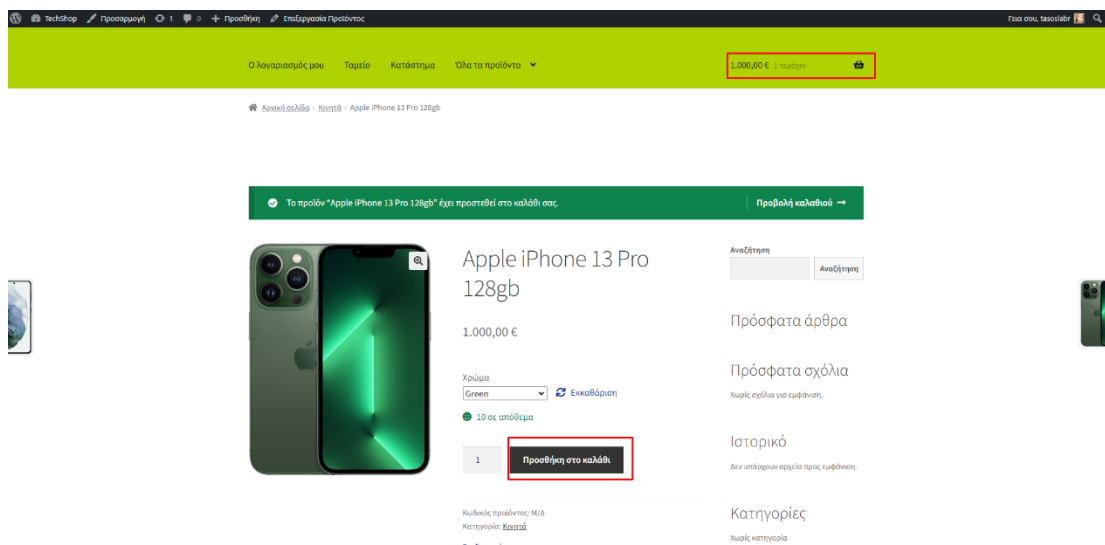 TechShop Προσαρμογή 1 0 Προσθήκη Επεξεργασία Προϊόντος Γεια σου, tasoslabr
Ο λογαριασμός μου Ταμείο Κατάστημα Όλα τα προϊόντα 1.000,00 € 1 τεμάχιο
Αρχική σελίδα › Κινητά › Apple iPhone 13 Pro 128gb
Το προϊόν “Apple iPhone 13 Pro 128gb” έχει προστεθεί στο καλάθι σας. Προβολή καλαθιού →
Apple iPhone 13 Pro
128gb
1.000,00 €
Χρώμα
Green Εκκαθάριση
10 σε απόθεμα
1 Προσθήκη στο καλάθι
Κωδικός προϊόντος: Μ/Δ
Κατηγορία: Κινητά
Αναζήτηση
Αναζήτηση
Πρόσφατα άρθρα
Πρόσφατα σχόλια
Χωρίς σχόλια για εμφάνιση.
Ιστορικό
Δεν υπάρχουν αρχεία προς εμφάνιση.
Κατηγορίες
Χωρίς κατηγορία